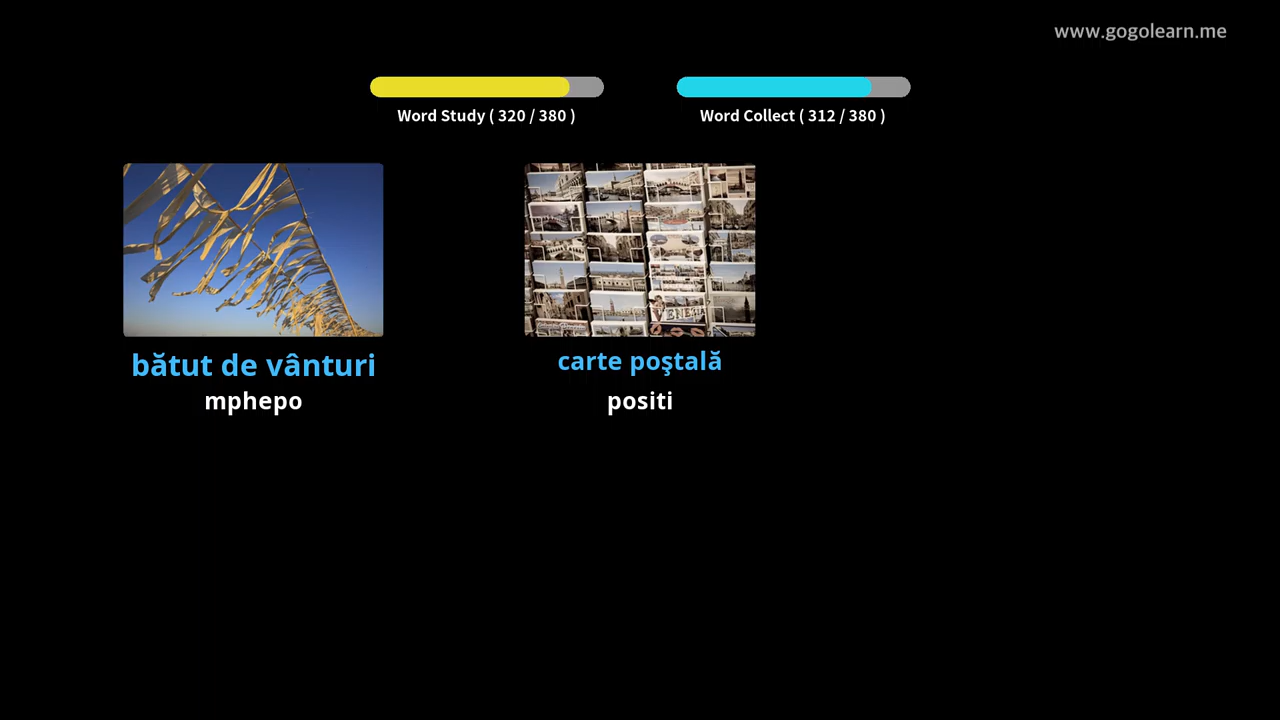 www.gogolearn.me
Word Study ( 320 / 380 )
Word Collect ( 312 / 380 )
bătut de vânturi
mphepo
carte poştală
positi